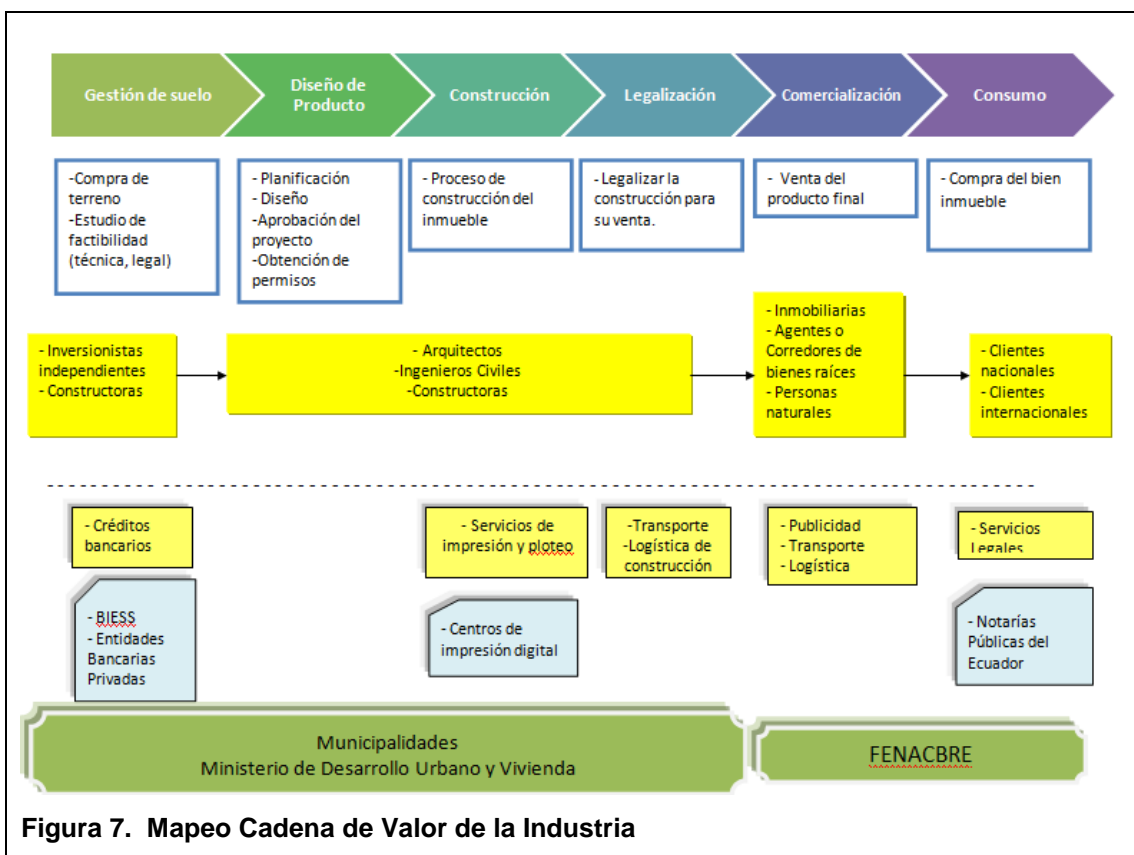 Gestión de suelo
Diseño de
Producto
Construcción
Legalización
Comercialización
Consumo
-Compra de
terreno
-Estudio de
factibilidad
(técnica, legal)
- Planificación
- Diseño
-Aprobación del
proyecto
-Obtención de
permisos
- Proceso de
construcción del
inmueble
-Legalizar la
construcción para
su venta.
- Venta del
producto final
- Compra del bien
inmueble
- Inversionistas
independientes
- Constructoras
- Arquitectos
-Ingenieros Civiles
-Constructoras
- Inmobiliarias
- Agentes o
Corredores de
bienes raíces
- Personas
naturales
- Clientes
nacionales
- Clientes
internacionales
- Créditos
bancarios
- Servicios de
impresión y ploteo
-Transporte
-Logística de
construcción
- Publicidad
- Transporte
- Logística
- Servicios
Legales
- BIESS
- Entidades
Bancarias
Privadas
- Centros de
impresión digital
- Notarías
Públicas del
Ecuador
Municipalidades
Ministerio de Desarrollo Urbano y Vivienda
FENACBRE
Figura 7. Mapeo Cadena de Valor de la Industria